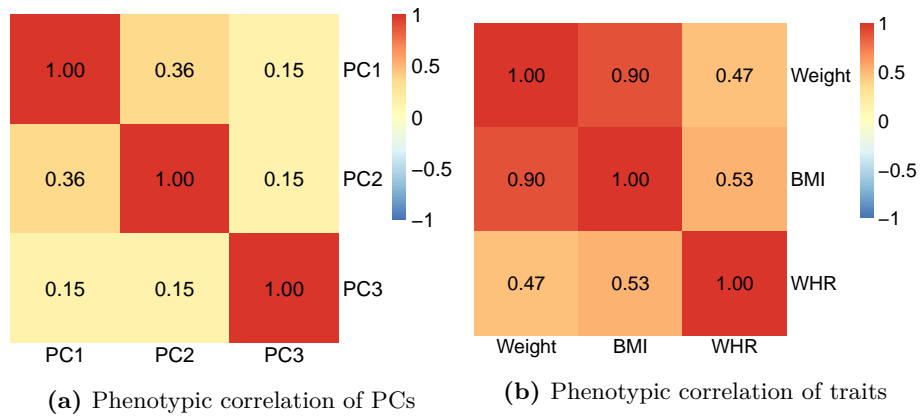 1.00 0.36 0.15 PC1
0.36 1.00 0.15 PC2
0.15 0.15 1.00 PC3
PC1 PC2 PC3
1
0.5
0
−0.5
−1
(a) Phenotypic correlation of PCs
1.00 0.90 0.47 Weight
0.90 1.00 0.53 BMI
0.47 0.53 1.00 WHR
Weight BMI WHR
1
0.5
0
−0.5
−1
(b) Phenotypic correlation of traits